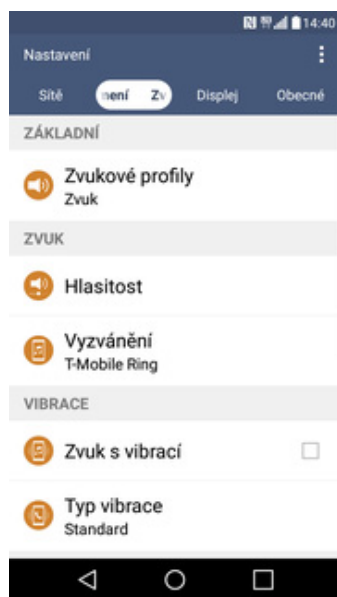 14:40
Nastavení
Sítě není Zv Displej Obecné
ZÁKLADNÍ
Zvukové profily
Zvuk
ZVUK
Hlasitost
Vyzvánění
T-Mobile Ring
VIBRACE
Zvuk s vibrací
Typ vibrace
Standard